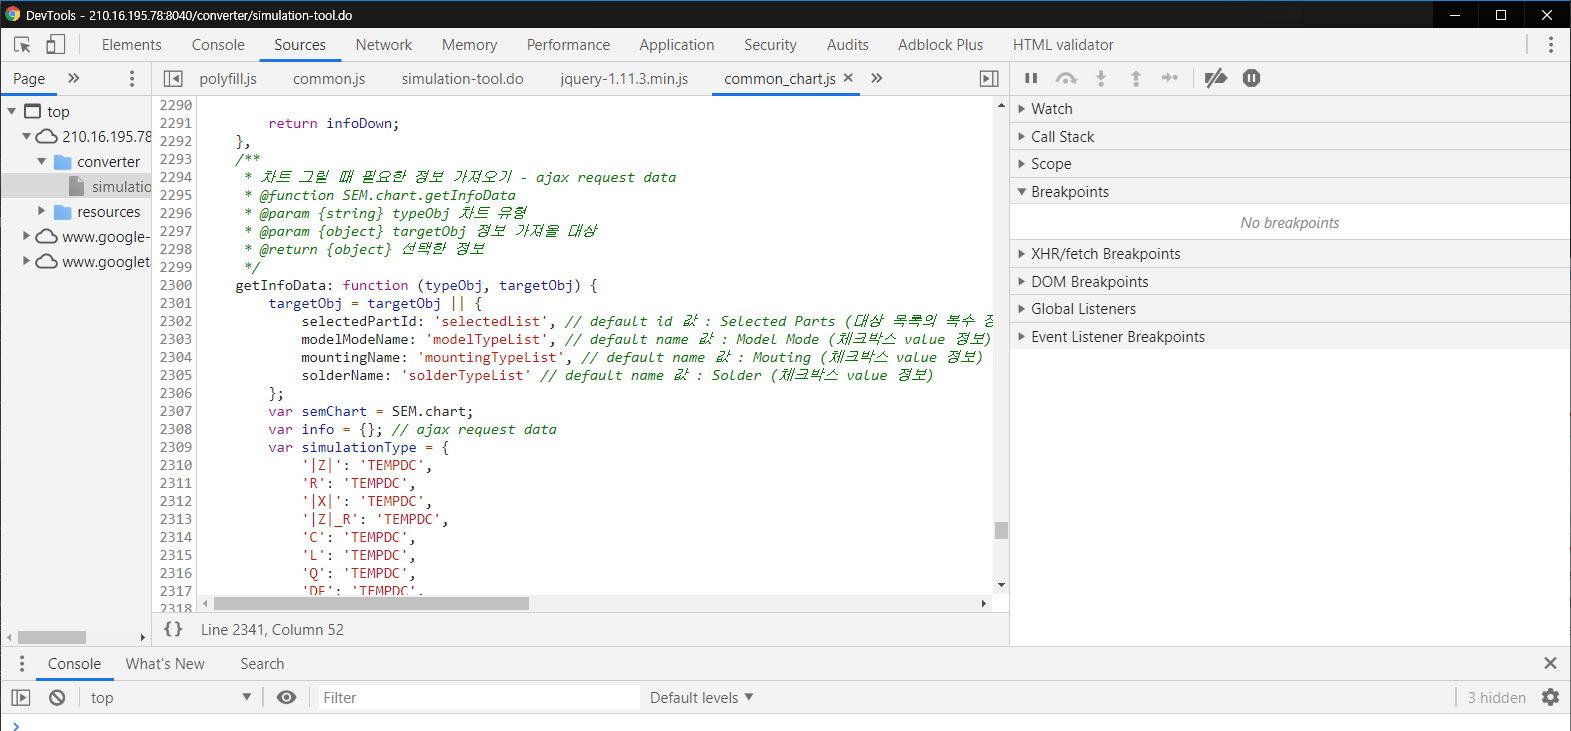 DevTools - 210.16.195.78:8040/converter/simulation-tool.do
Elements Console Sources Network Memory Performance Application Security Audits Adblock Plus HTML validator
Page polyfill.js common.js simulation-tool.do jquery-1.11.3.min.js common_chart.js
top
210.16.195.78
converter
simulatio
resources
www.google-
www.googleta
2290
2291 return infoDown;
2292 },
2293 /**
2294 * 차트 그릴 때 필요한 정보 가져오기 - ajax request data
2295 * @function SEM.chart.getInfoData
2296 * @param {string} typeObj 차트 유형
2297 * @param {object} targetObj 정보 가져올 대상
2298 * @return {object} 선택한 정보
2299 */
2300 getInfoData: function (typeObj, targetObj) {
2301 targetObj = targetObj || {
2302 selectedPartId: 'selectedList', // default id 값 : Selected Parts (대상 목록의 복수 정
2303 modelModeName: 'modelTypeList', // default name 값 : Model Mode (체크박스 value 정보)
2304 mountingName: 'mountingTypeList', // default name 값 : Mouting (체크박스 value 정보)
2305 solderName: 'solderTypeList' // default name 값 : Solder (체크박스 value 정보)
2306 };
2307 var semChart = SEM.chart;
2308 var info = {}; // ajax request data
2309 var simulationType = {
2310 '|Z|': 'TEMPDC',
2311 'R': 'TEMPDC',
2312 '|X|': 'TEMPDC',
2313 '|Z|_R': 'TEMPDC',
2314 'C': 'TEMPDC',
2315 'L': 'TEMPDC',
2316 'Q': 'TEMPDC',
2317 'DF': 'TEMPDC',
2318
{} Line 2341, Column 52
Watch
Call Stack
Scope
Breakpoints
No breakpoints
XHR/fetch Breakpoints
DOM Breakpoints
Global Listeners
Event Listener Breakpoints
Console What's New Search
top Filter Default levels 3 hidden